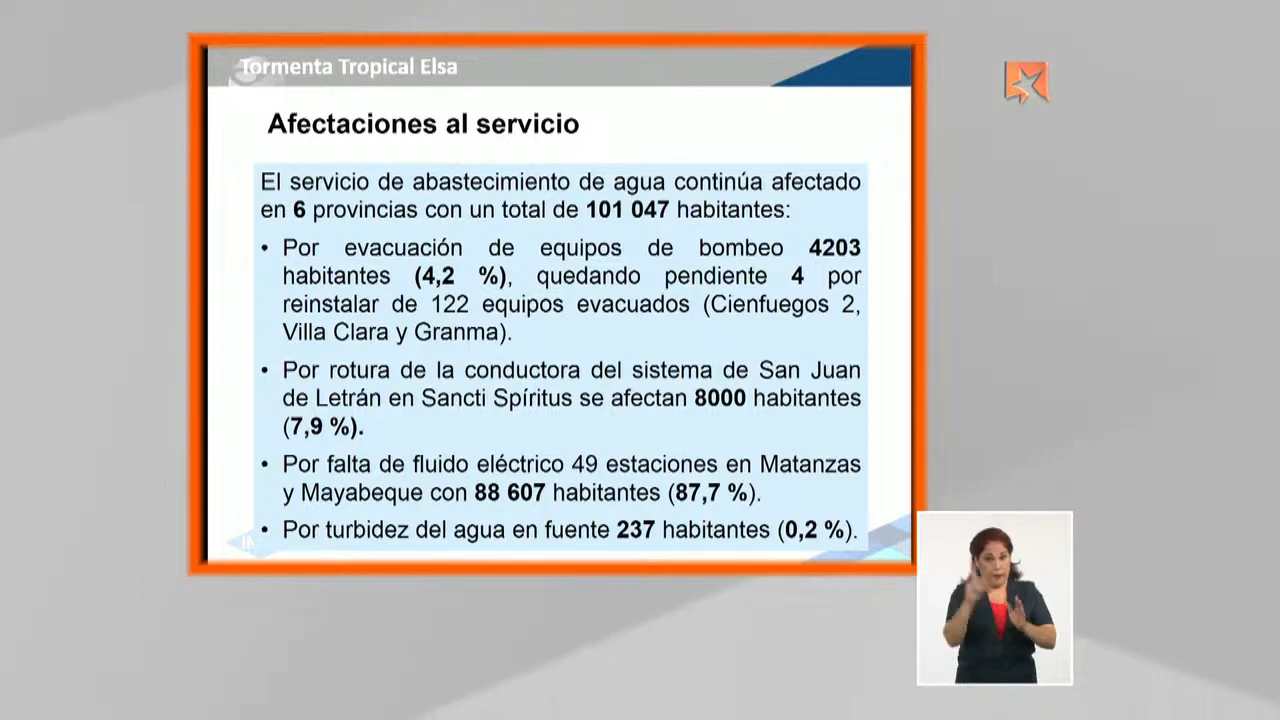 Tormenta Tropical Elsa
Afectaciones al servicio
El servicio de abastecimiento de agua continúa afectado
en 6 provincias con un total de 101 047 habitantes:
• Por evacuación de equipos de bombeo 4203
habitantes (4,2 %), quedando pendiente 4 por
reinstalar de 122 equipos evacuados (Cienfuegos 2,
Villa Clara y Granma).
• Por rotura de la conductora del sistema de San Juan
de Letrán en Sancti Spíritus se afectan 8000 habitantes
(7,9 %).
• Por falta de fluido eléctrico 49 estaciones en Matanzas
y Mayabeque con 88 607 habitantes (87,7 %).
• Por turbidez del agua en fuente 237 habitantes (0,2 %).